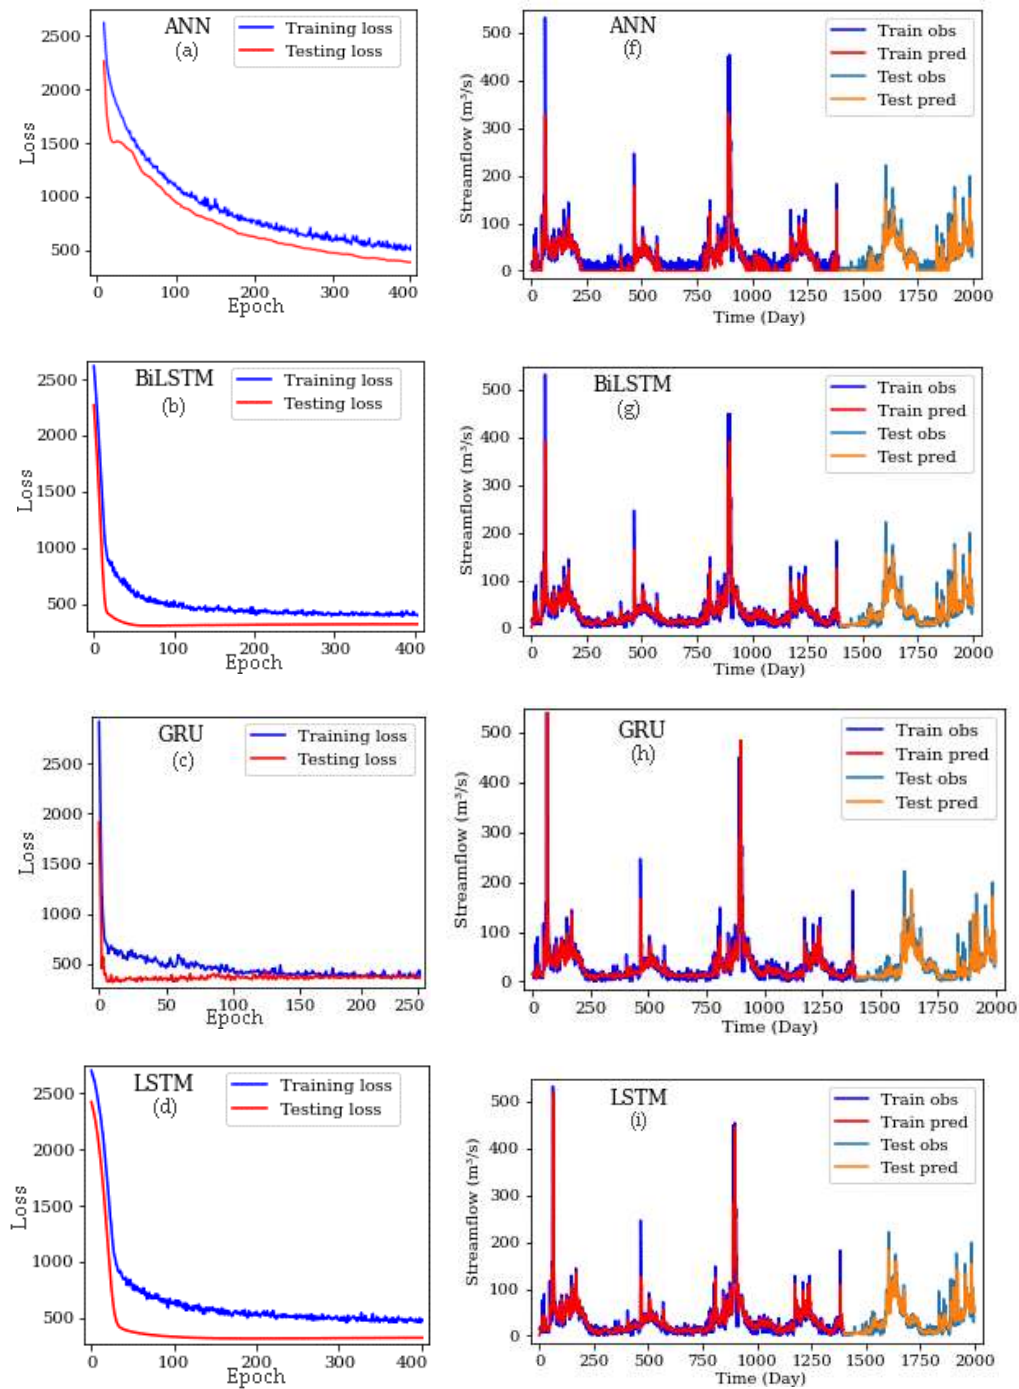 ANN
(a)
Training loss
Testing loss
2500
2000
1500
1000
500
Loss
0
100
200
300
400
Epoch
ANN
(f)
Train obs
Train pred
Test obs
Test pred
500
400
300
200
100
0
Streamflow (m³/s)
0
250
500
750
1000
1250
1500
1750
2000
Time (Day)
BiLSTM
(b)
Training loss
Testing loss
2500
2000
1500
1000
500
Loss
0
100
200
300
400
Epoch
BiLSTM
(g)
Train obs
Train pred
Test obs
Test pred
500
400
300
200
100
0
Streamflow (m³/s)
0
250
500
750
1000
1250
1500
1750
2000
Time (Day)
GRU
(c)
Training loss
Testing loss
2500
2000
1500
1000
500
Loss
0
50
100
150
200
250
Epoch
GRU
(h)
Train obs
Train pred
Test obs
Test pred
500
400
300
200
100
0
Streamflow (m³/s)
0
250
500
750
1000
1250
1500
1750
2000
Time (Day)
LSTM
(d)
Training loss
Testing loss
2500
2000
1500
1000
500
Loss
0
100
200
300
400
Epoch
LSTM
(i)
Train obs
Train pred
Test obs
Test pred
500
400
300
200
100
0
Streamflow (m³/s)
0
250
500
750
1000
1250
1500
1750
2000
Time (Day)